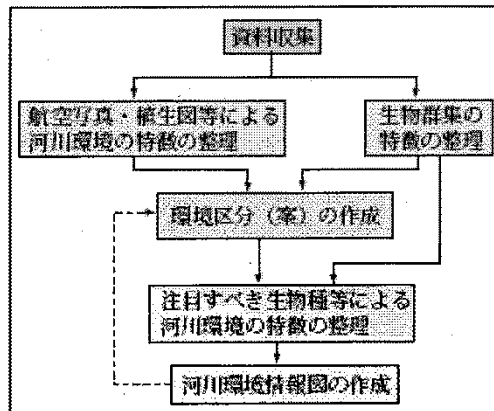 資料収集
航空写真・植生図等による
河川環境の特徴の整理
生物群集の
特徴の整理
環境区分（案）の作成
注目すべき生物種等による
河川環境の特徴の整理
河川環境情報図の作成